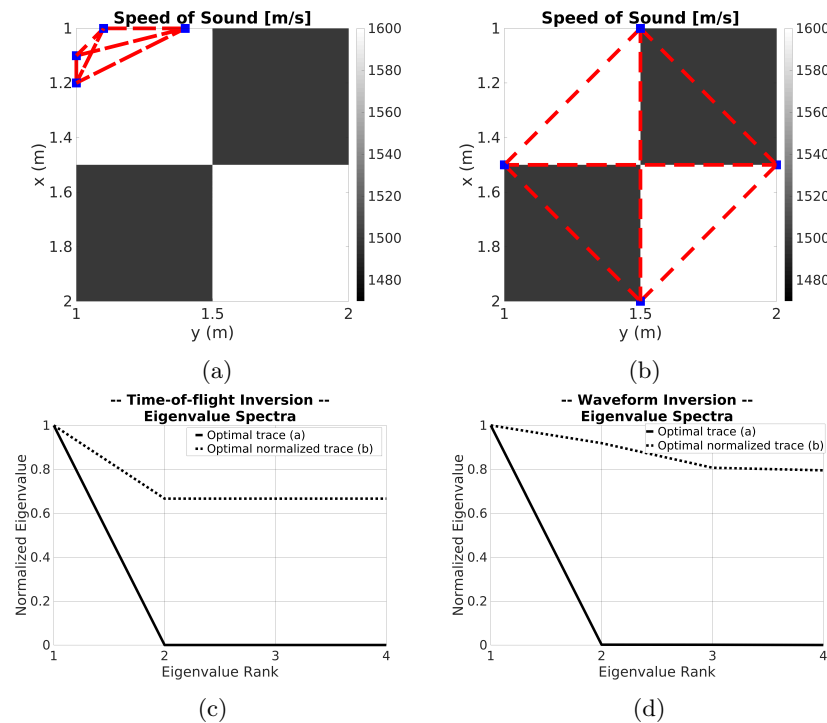 Speed of Sound [m/s]
1
1.2
1.4
1.6
1.8
2
x (m)
1
1.5
2
y (m)
1600
1580
1560
1540
1520
1500
1480
(a)
Speed of Sound [m/s]
1
1.2
1.4
1.6
1.8
2
x (m)
1
1.5
2
y (m)
1600
1580
1560
1540
1520
1500
1480
(b)
-- Time-of-flight Inversion --
Eigenvalue Spectra
Optimal trace (a)
Optimal normalized trace (b)
1
0.8
0.6
0.4
0.2
0
Normalized Eigenvalue
1
2
3
4
Eigenvalue Rank
(c)
-- Waveform Inversion --
Eigenvalue Spectra
Optimal trace (a)
Optimal normalized trace (b)
1
0.8
0.6
0.4
0.2
0
Normalized Eigenvalue
1
2
3
4
Eigenvalue Rank
(d)